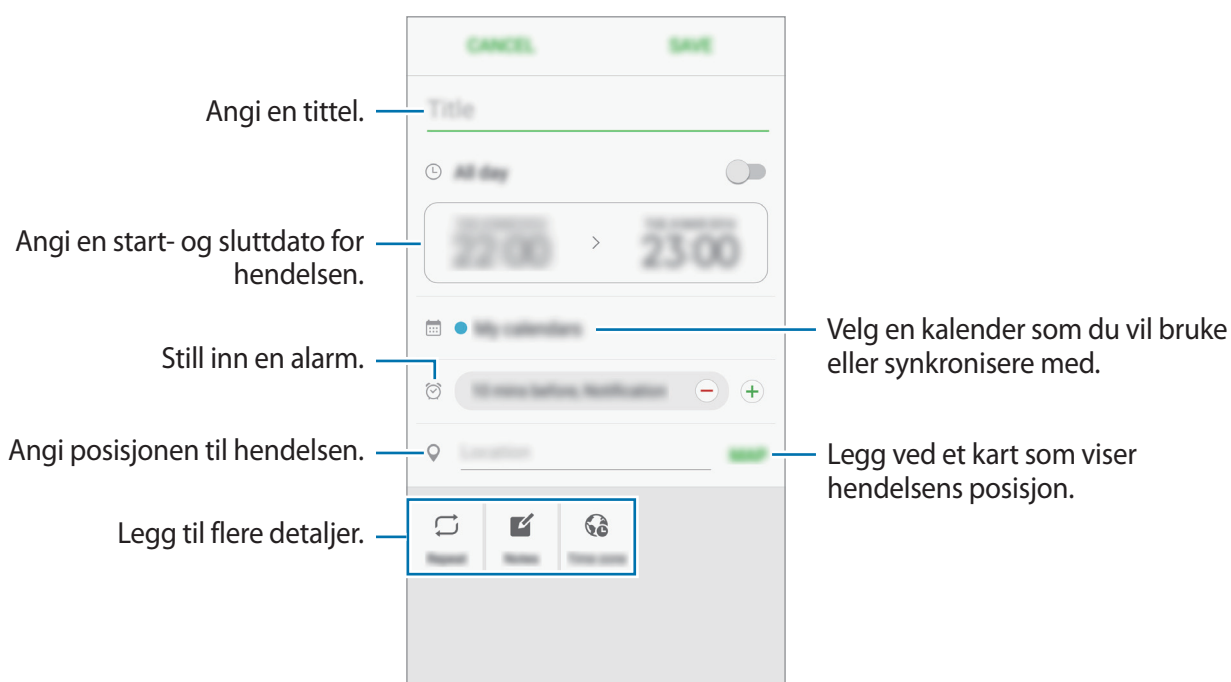 CANCEL
SAVE
Angi en tittel.
Title
All day
Angi en start- og sluttdato for
hendelsen.
22:00
23:00
My calendars
Velg en kalender som du vil bruke
eller synkronisere med.
Still inn en alarm.
10 mins before, Notification
Angi posisjonen til hendelsen.
Location
MAP
Legg ved et kart som viser
hendelsens posisjon.
Legg til flere detaljer.
Repeat
Notes
Time zone